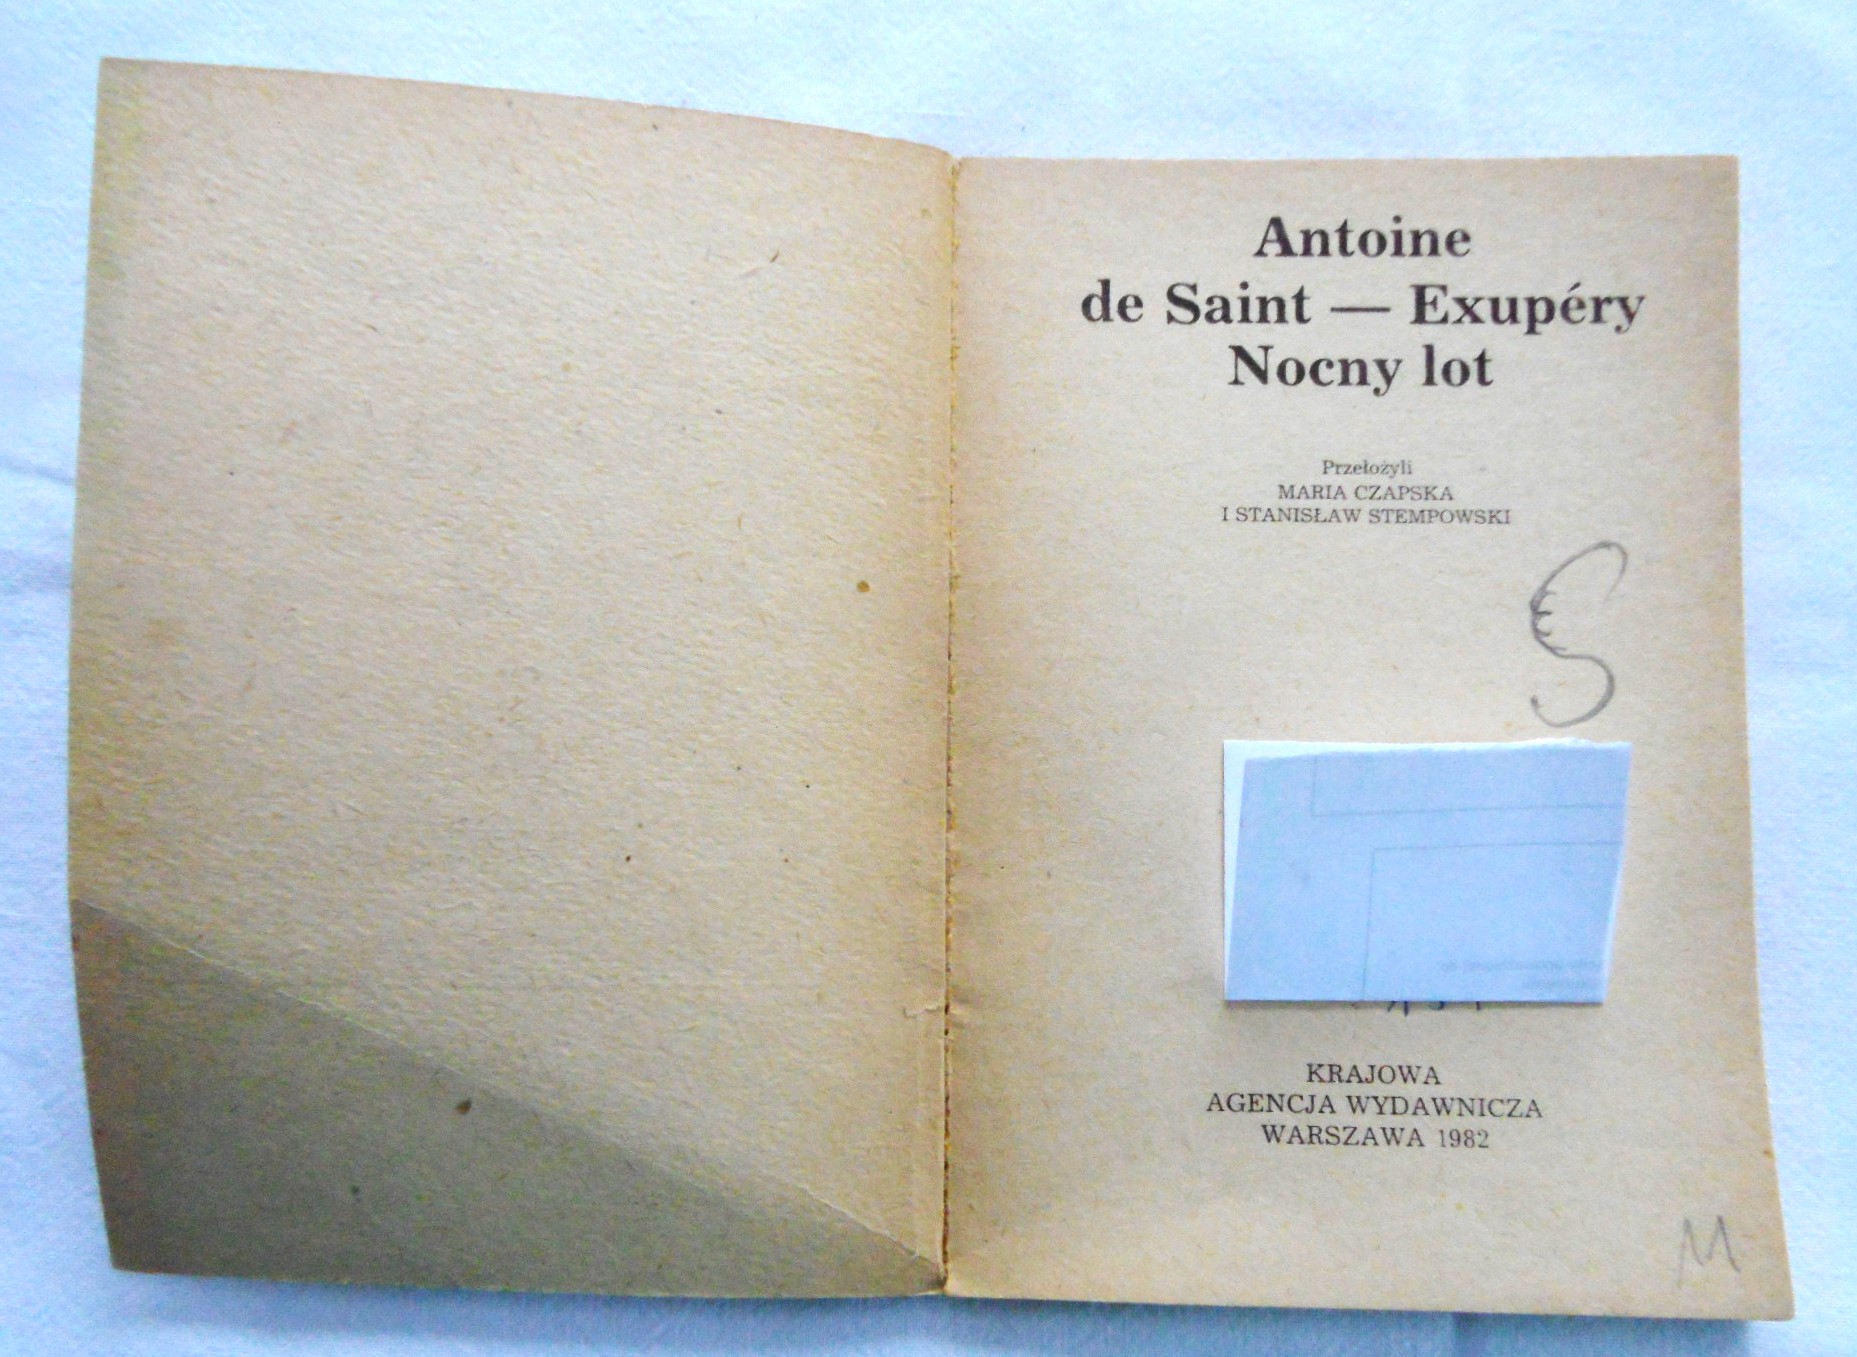 Antoine
de Saint — Exupéry
Nocny lot
Przełożyli
MARIA CZAPSKA
I STANISŁAW STEMPOWSKI
S
KRAJOWA
AGENCJA WYDAWNICZA
WARSZAWA 1982